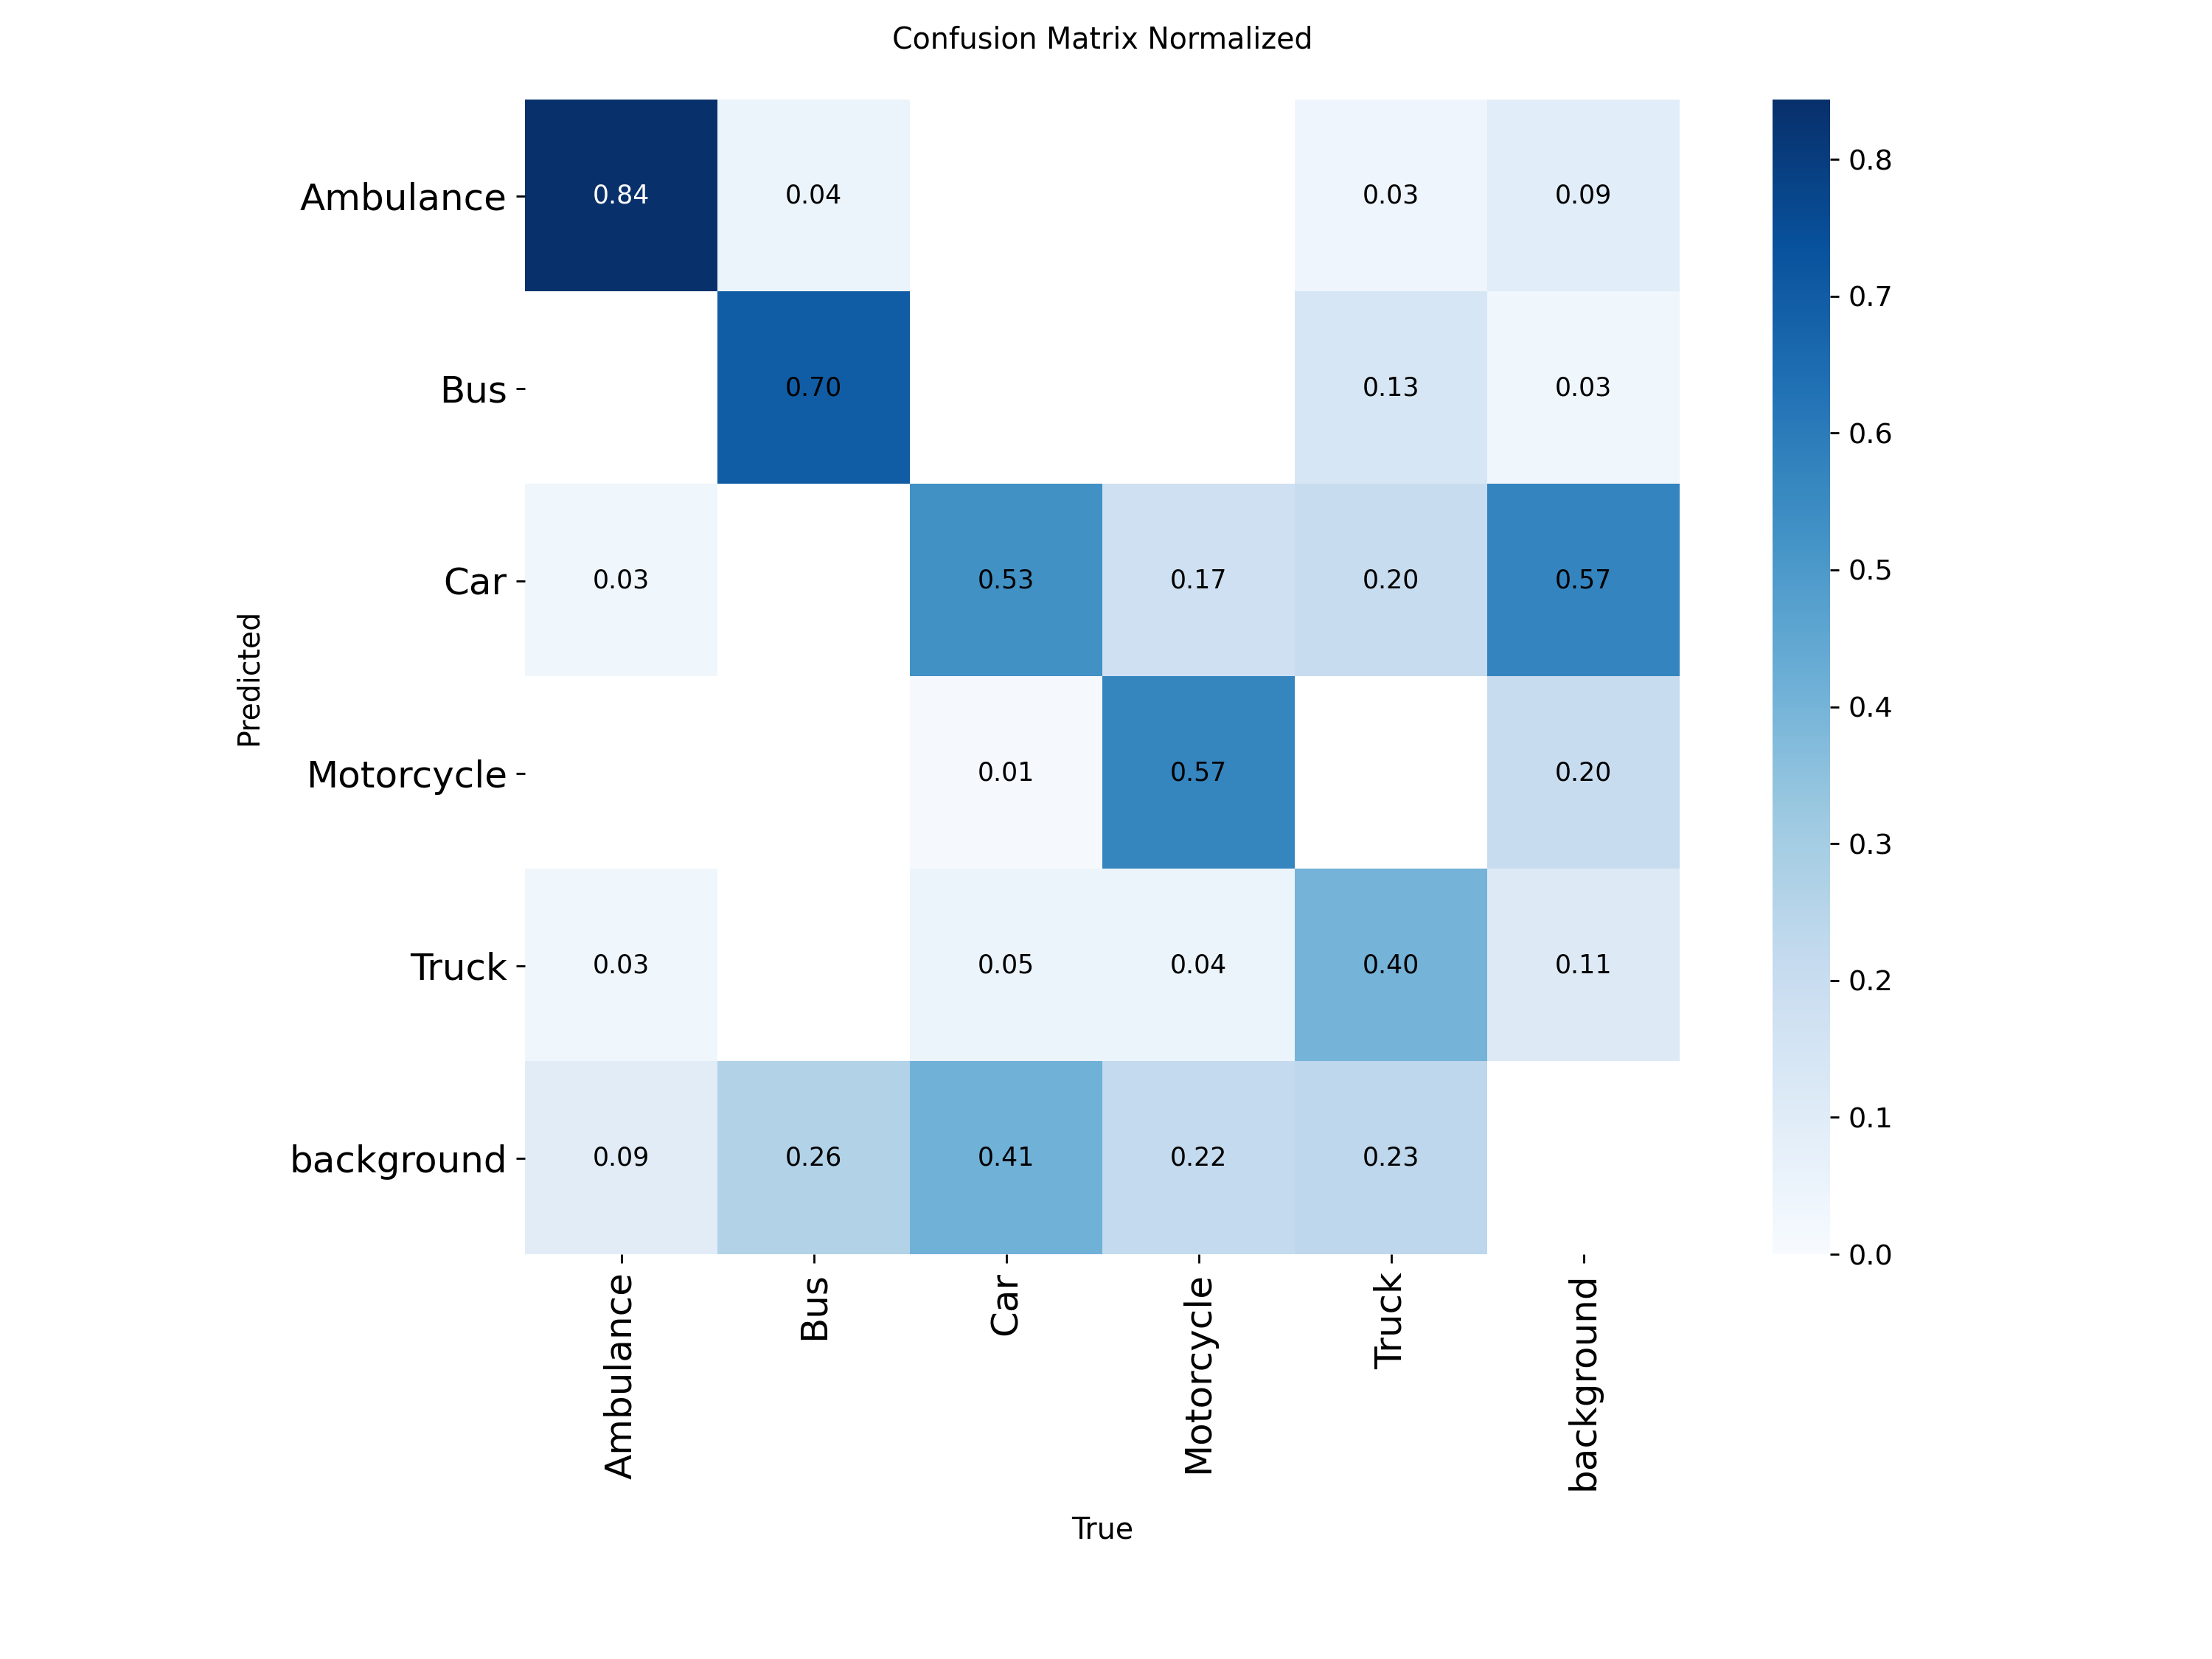 Confusion Matrix Normalized
Ambulance 0.84 0.04 0.03 0.09 0.8
Bus 0.70 0.13 0.03 0.7
0.6
Car 0.03 0.53 0.17 0.20 0.57 0.5
Predicted
0.4
Motorcycle 0.01 0.57 0.20
0.3
Truck 0.03 0.05 0.04 0.40 0.11 0.2
0.1
background 0.09 0.26 0.41 0.22 0.23
0.0
Ambulance Bus Car Motorcycle Truck background
True